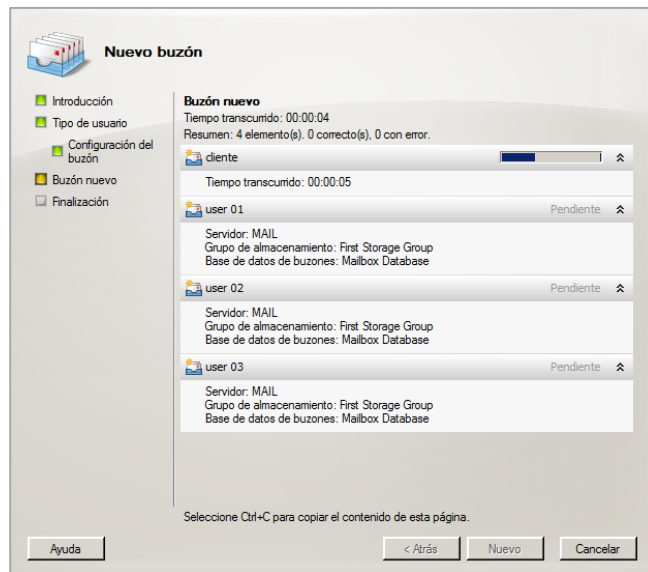 Nuevo buzón
Introducción
Tipo de usuario
Configuración del
buzón
Buzón nuevo
Finalización
Buzón nuevo
Tiempo transcurrido: 00:00:04
Resumen: 4 elemento(s). 0 correcto(s), 0 con error.
cliente
Tiempo transcurrido: 00:00:05
user 01 Pendiente
Servidor: MAIL
Grupo de almacenamiento: First Storage Group
Base de datos de buzones: Mailbox Database
user 02 Pendiente
Servidor: MAIL
Grupo de almacenamiento: First Storage Group
Base de datos de buzones: Mailbox Database
user 03 Pendiente
Servidor: MAIL
Grupo de almacenamiento: First Storage Group
Base de datos de buzones: Mailbox Database
Seleccione Ctrl+C para copiar el contenido de esta página.
Ayuda < Atrás Nuevo Cancelar